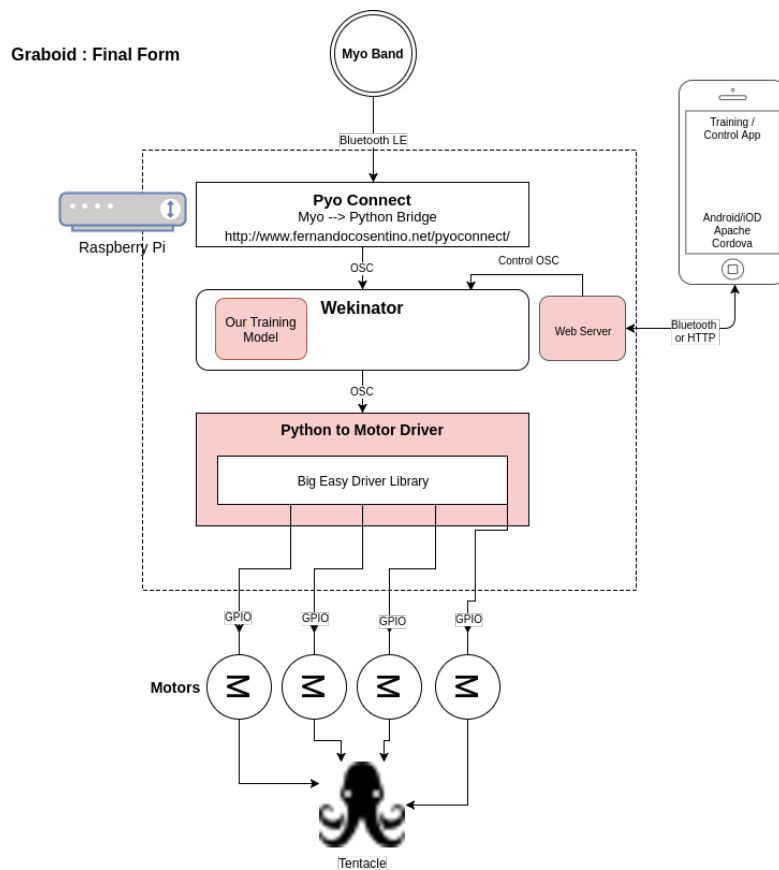 Myo Band
Graboid : Final Form
Training /
Control App
Bluetooth LE
Pyo Connect
Myo --> Python Bridge
http://www.fernandocosentino.net/pyoconnect/
Raspberry Pi
Android/iOD
Apache
Cordova
OSC
Control OSC
Wekinator
Our Training
Model
Web Server
Bluetooth
or HTTP
OSC
Python to Motor Driver
Big Easy Driver Library
GPIO
GPIO
GPIO
GPIO
Motors
M
M
M
M
Tentacle